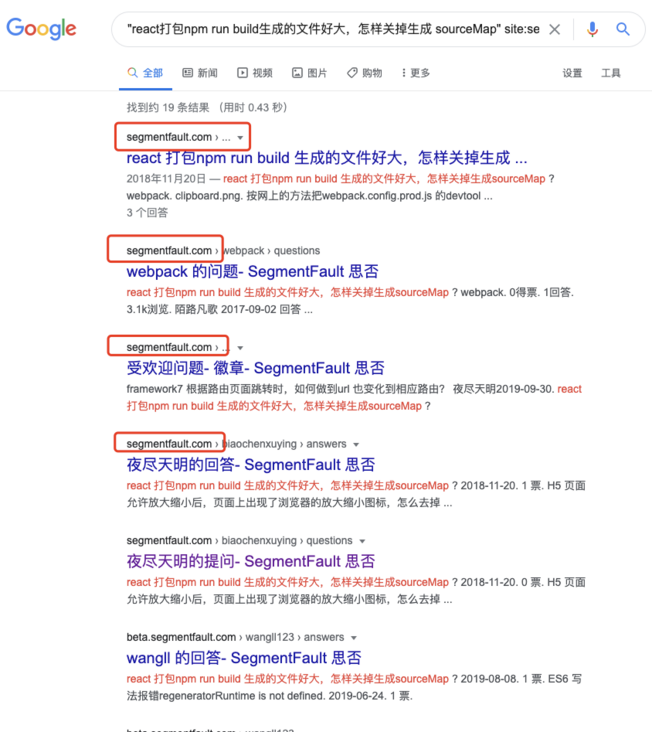 Google
"react打包npm run build生成的文件好大，怎样关掉生成 sourceMap" site:se
全部 新闻 视频 图片 购物 更多 设置 工具
找到约 19 条结果 （用时 0.43 秒）
segmentfault.com › ...
react 打包npm run build 生成的文件好大，怎样关掉生成 ...
2018年11月20日 — react 打包npm run build 生成的文件好大，怎样关掉生成sourceMap ?
webpack. clipboard.png. 按网上的方法把webpack.config.prod.js 的devtool ...
3 个回答
segmentfault.com › webpack › questions
webpack 的问题- SegmentFault 思否
react 打包npm run build 生成的文件好大，怎样关掉生成sourceMap ? webpack. 0得票. 1回答.
3.1k浏览. 陌路凡歌 2017-09-02 回答 ...
segmentfault.com › ...
受欢迎问题- 徽章- SegmentFault 思否
framework7 根据路由页面跳转时，如何做到url 也变化到相应路由? 夜尽天明2019-09-30. react
打包npm run build 生成的文件好大，怎样关掉生成sourceMap ?
segmentfault.com › biaochenxuying › answers
夜尽天明的回答- SegmentFault 思否
react 打包npm run build 生成的文件好大，怎样关掉生成sourceMap ? 2018-11-20. 1 票. H5 页面
允许放大缩小后，页面上出现了浏览器的放大缩小图标，怎么去掉 ...
segmentfault.com › biaochenxuying › questions
夜尽天明的提问- SegmentFault 思否
react 打包npm run build 生成的文件好大，怎样关掉生成sourceMap ? 2018-11-20. 0 票. H5 页面
允许放大缩小后，页面上出现了浏览器的放大缩小图标，怎么去掉 ...
beta.segmentfault.com › wangll123 › answers
wangll 的回答- SegmentFault 思否
react 打包npm run build 生成的文件好大，怎样关掉生成sourceMap ? 2019-08-08. 1 票. ES6 写
法报错regeneratorRuntime is not defined. 2019-06-24. 1 票.
beta.segmentfault.com › wangll123